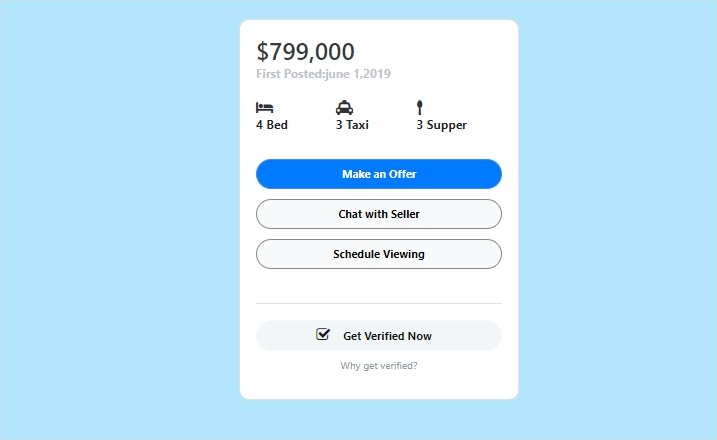 $799,000
First Posted:june 1,2019
4 Bed 3 Taxi 3 Supper
Make an Offer
Chat with Seller
Schedule Viewing
Get Verified Now
Why get verified?